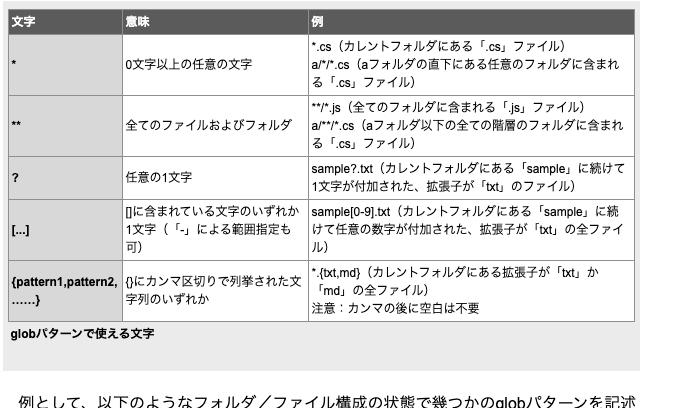 文字 意味 例
* 0文字以上の任意の文字 *.cs（カレントフォルダにある「.cs」ファイル）
a/*/*.cs（aフォルダの直下にある任意のフォルダに含まれ
る「.cs」ファイル）
** 全てのファイルおよびフォルダ **/*.js（全てのフォルダに含まれる「.js」ファイル）
a/**/*.cs（aフォルダ以下の全ての階層のフォルダに含まれ
る「.cs」ファイル）
? 任意の1文字 sample?.txt（カレントフォルダにある「sample」に続けて
1文字が付加された、拡張子が「txt」のファイル）
[...] []に含まれている文字のいずれか
1文字（「-」による範囲指定も
可）
sample[0-9].txt（カレントフォルダにある「sample」に続
けて任意の数字が付加された、拡張子が「txt」の全ファイ
ル）
{pattern1,pattern2,
……}
{}にカンマ区切りで列挙された文
字列のいずれか
*.{txt,md}（カレントフォルダにある拡張子が「txt」か
「md」の全ファイル）
注意：カンマの後に空白は不要
globパターンで使える文字
例として、以下のようなフォルダ／ファイル構成の状態で幾つかのglobパターンを記述